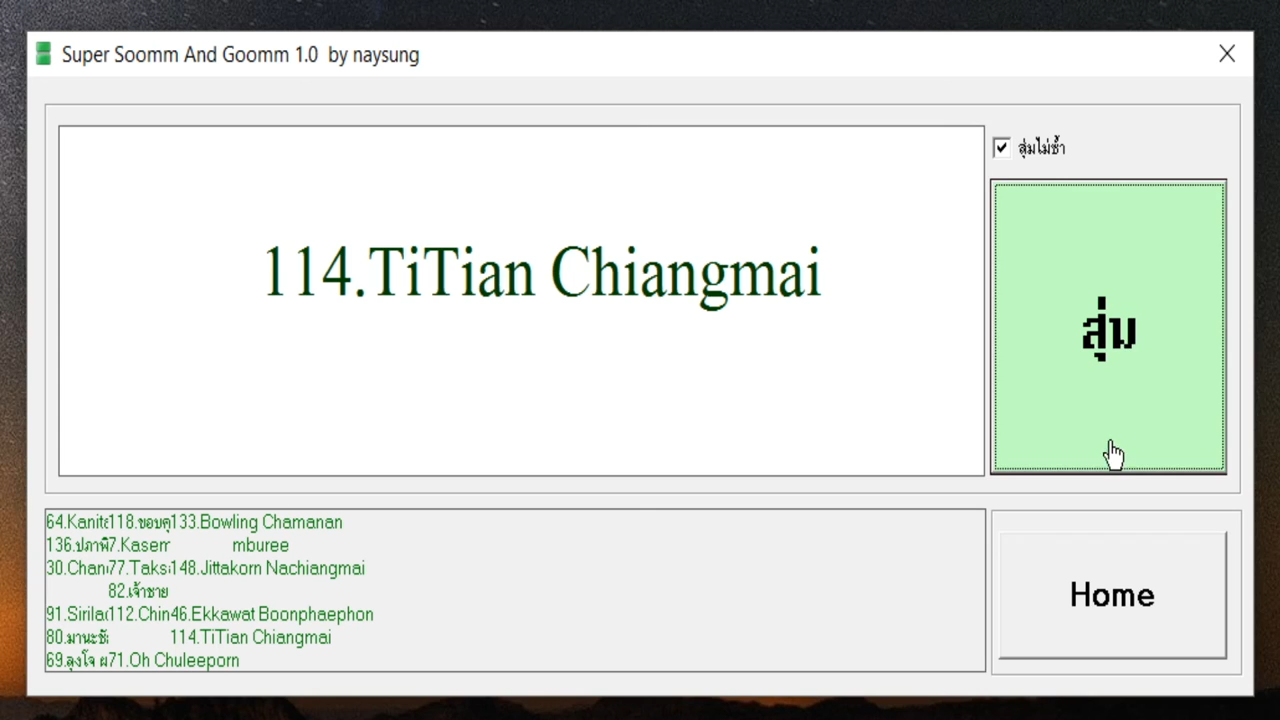 Super Soomm And Goomm 1.0 by naysung
สุ่มไม่ซ้ำ
114.TiTian Chiangmai
สุ่ม
64.Kanit 118.ขอบคุ 133.Bowling Chamanan
136.ปภาพิ 7.Kaserr mburee
30.Chan 77.Taks 148.Jittakorn Nachiangmai
82.เจ้าชาย
91.Sirila 112.Chin 46.Ekkawat Boonphaephon
80.มานะชั 114.TiTian Chiangmai
69.ลุงโจ ผ 71.Oh Chuleeporn
Home